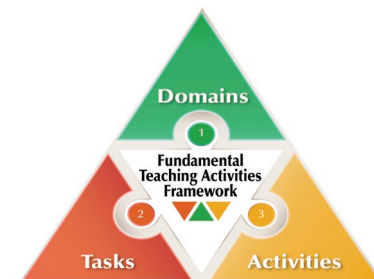 Domains
1
Fundamental
Teaching Activities
Framework
2
3
Tasks
Activities